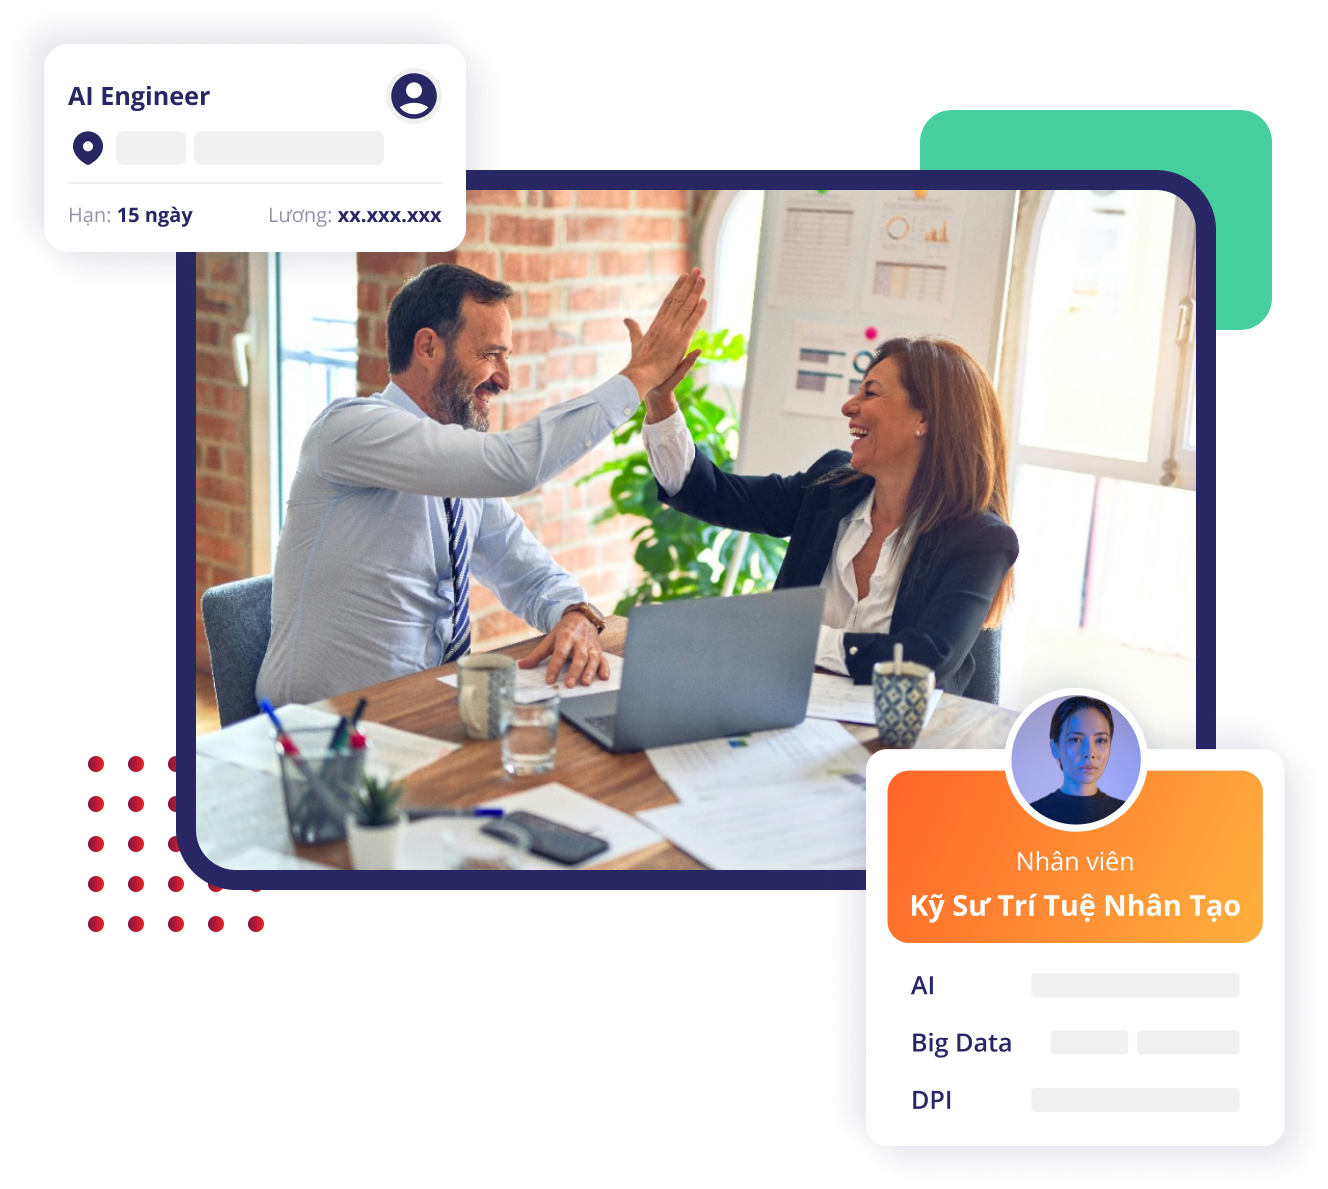 AI Engineer
Hạn: 15 ngày
Lương: xx.xxx.xxx
Nhân viên
Kỹ Sư Trí Tuệ Nhân Tạo
AI
Big Data
DPI